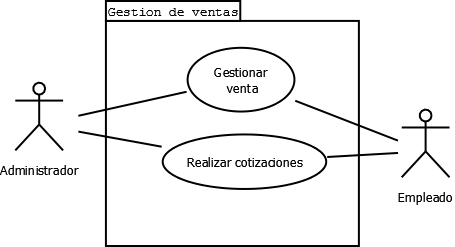 Gestion de ventas
Gestionar
venta
Realizar cotizaciones
Administrador
Empleado